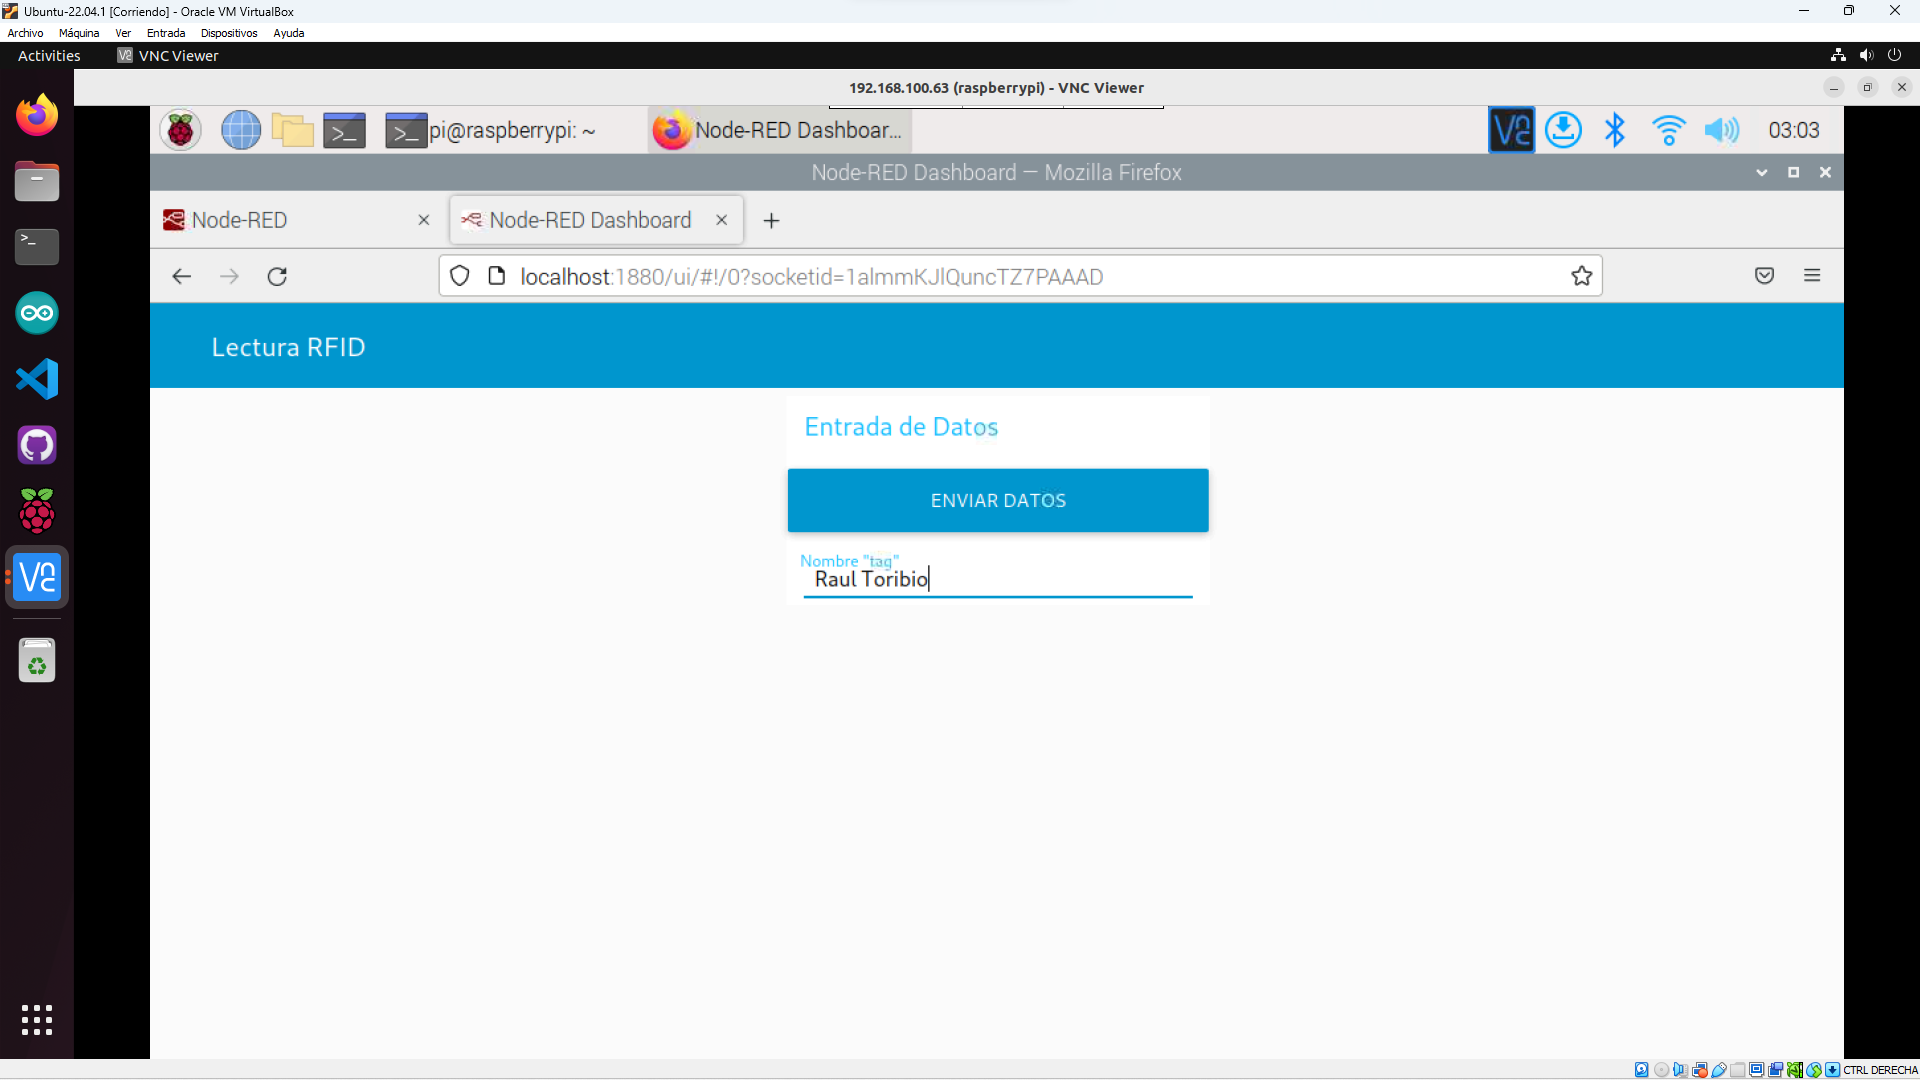 Ubuntu-22.04.1 [Corriendo] - Oracle VM VirtualBox
Archivo Máquina Ver Entrada Dispositivos Ayuda
Activities VNC Viewer
192.168.100.63 (raspberrypi) - VNC Viewer
pi@raspberrypi: ~ Node-RED Dashboar... 03:03
Node-RED Dashboard — Mozilla Firefox
Node-RED Node-RED Dashboard
localhost:1880/ui/#!/0?socketid=1almmKJlQuncTZ7PAAAD
Lectura RFID
Entrada de Datos
ENVIAR DATOS
Nombre "tag"
Raul Toribio
CTRL DERECHA